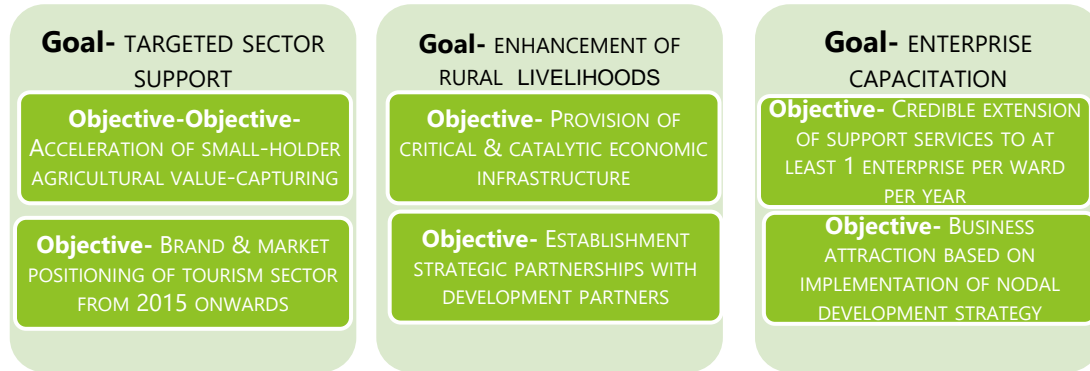 Goal- TARGETED SECTOR
SUPPORT
Objective-Objective-
ACCELERATION OF SMALL-HOLDER
AGRICULTURAL VALUE-CAPTURING
Objective- BRAND & MARKET
POSITIONING OF TOURISM SECTOR
FROM 2015 ONWARDS
Goal- ENHANCEMENT OF
RURAL LIVELIHOODS
Objective- PROVISION OF
CRITICAL & CATALYTIC ECONOMIC
INFRASTRUCTURE
Objective- ESTABLISHMENT
STRATEGIC PARTNERSHIPS WITH
DEVELOPMENT PARTNERS
Goal- ENTERPRISE
CAPACITATION
Objective- CREDIBLE EXTENSION
OF SUPPORT SERVICES TO AT
LEAST 1 ENTERPRISE PER WARD
PER YEAR
Objective- BUSINESS
ATTRACTION BASED ON
IMPLEMENTATION OF NODAL
DEVELOPMENT STRATEGY